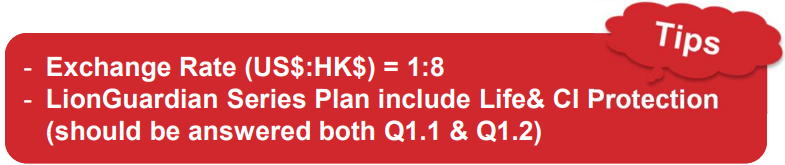 Tips
- Exchange Rate (US$:HK$) = 1:8
- LionGuardian Series Plan include Life& CI Protection
(should be answered both Q1.1 & Q1.2)